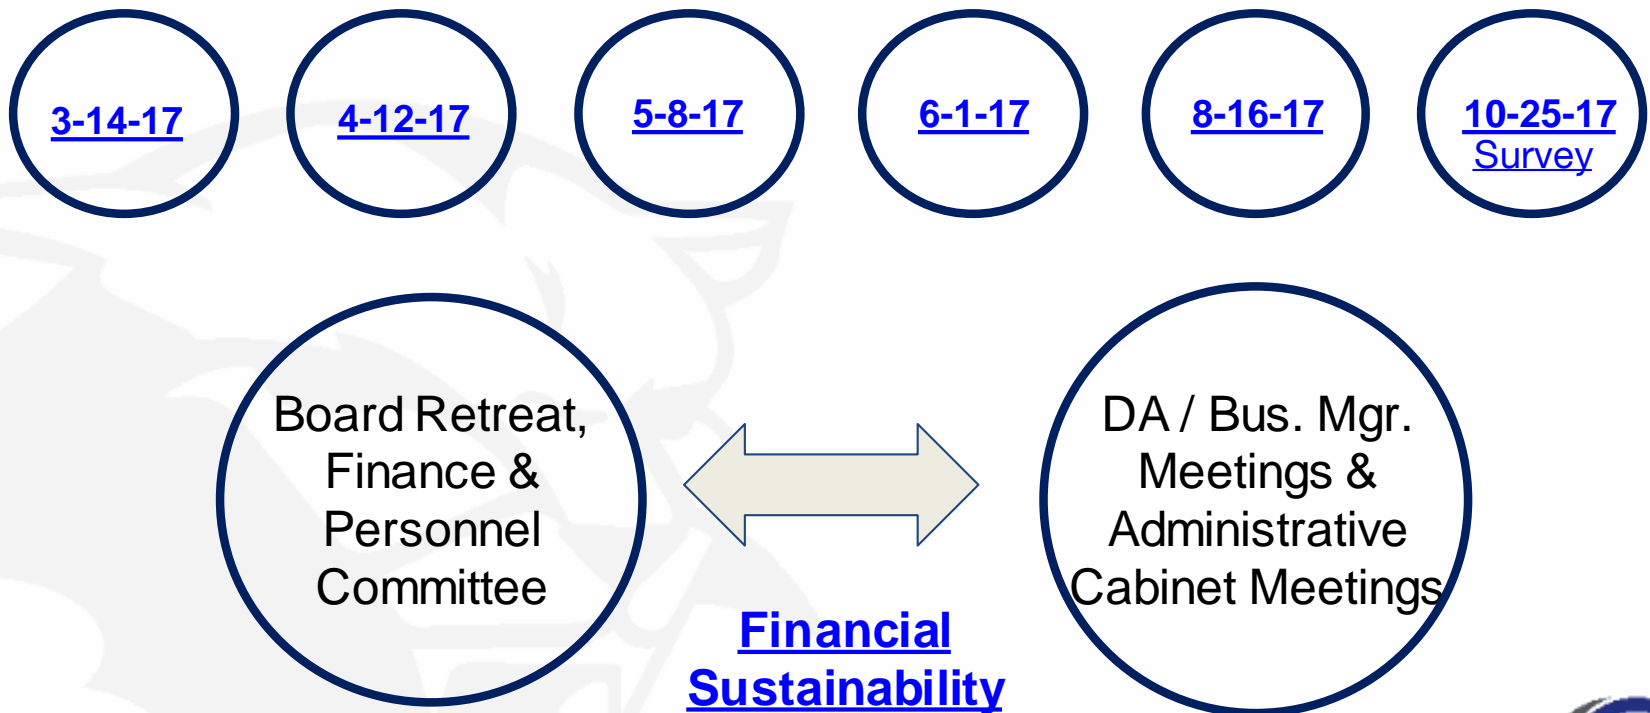 3-14-17
4-12-17
5-8-17
6-1-17
8-16-17
10-25-17
Survey
Board Retreat,
Finance &
Personnel
Committee
DA / Bus. Mgr.
Meetings &
Administrative
Cabinet Meetings
Financial
Sustainability